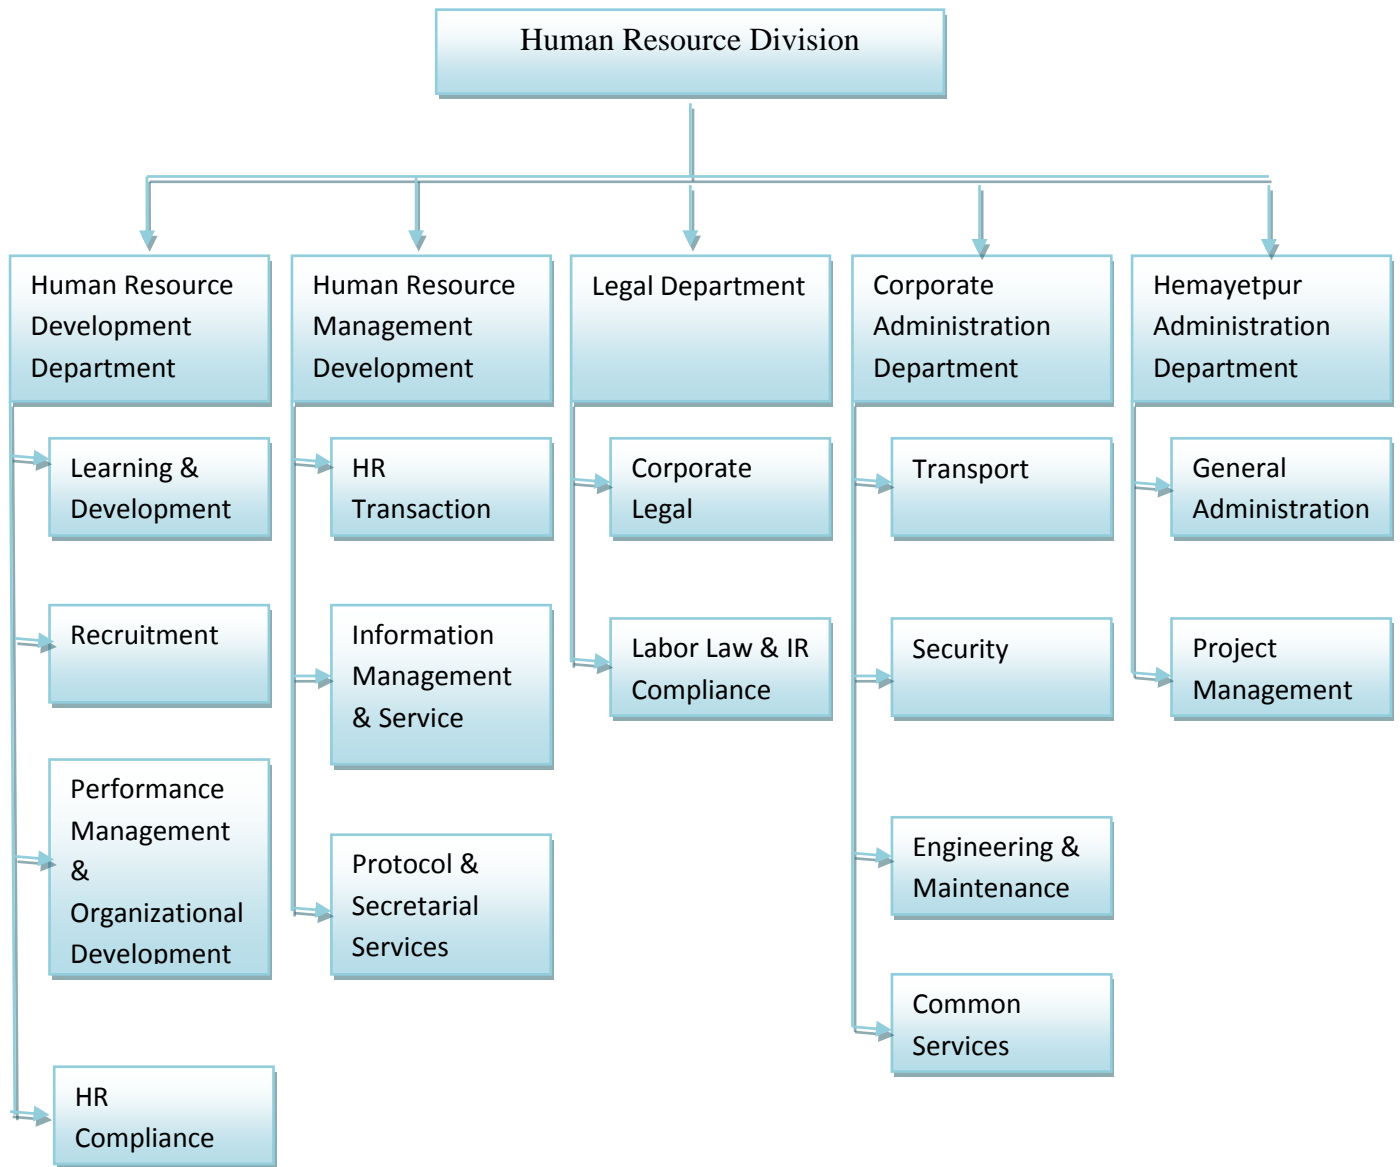 Human Resource Division
Human Resource
Development
Department
Learning &
Development
Recruitment
Performance
Management
&
Organizational
Development
HR
Compliance
Human Resource
Management
Development
HR
Transaction
Information
Management
& Service
Protocol &
Secretarial
Services
Legal Department
Corporate
Legal
Labor Law & IR
Compliance
Corporate
Administration
Department
Transport
Security
Engineering &
Maintenance
Common
Services
Hemayetpur
Administration
Department
General
Administration
Project
Management